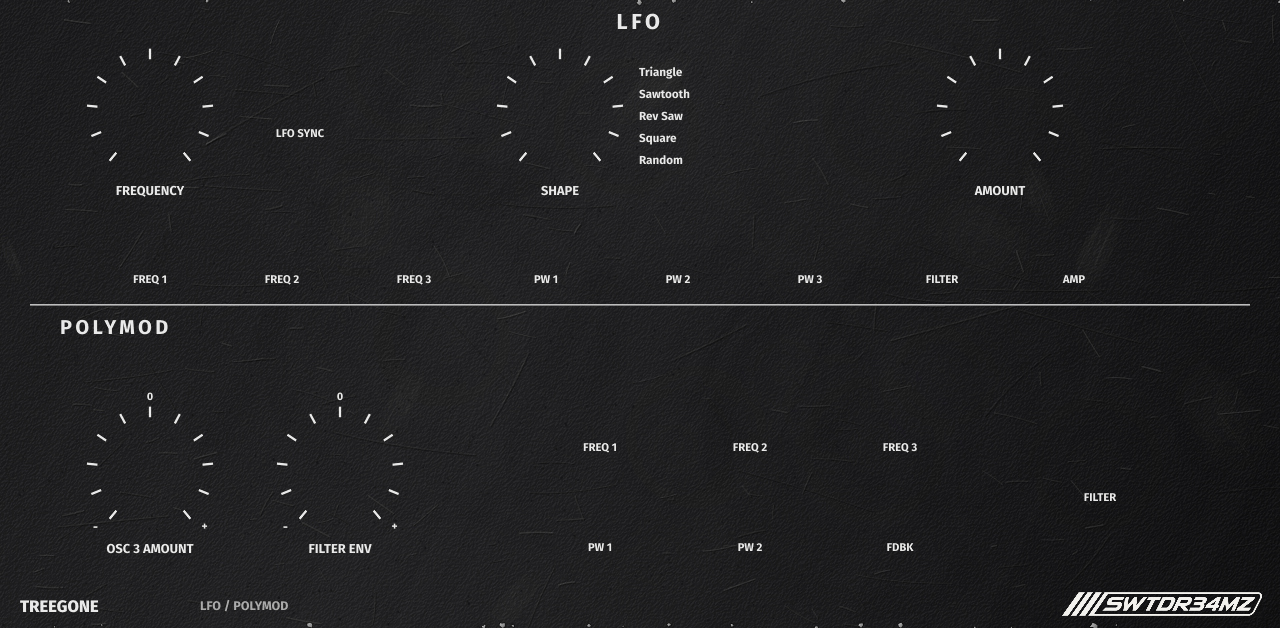 LFO
Triangle
Sawtooth
Rev Saw
Square
Random
LFO SYNC
FREQUENCY
SHAPE
AMOUNT
FREQ 1 FREQ 2 FREQ 3 PW 1 PW 2 PW 3 FILTER AMP
POLYMOD
0 0
- + - +
OSC 3 AMOUNT FILTER ENV
FREQ 1 FREQ 2 FREQ 3
FILTER
PW 1 PW 2 FDBK
TREEGONE LFO / POLYMOD SWTDR34MZ